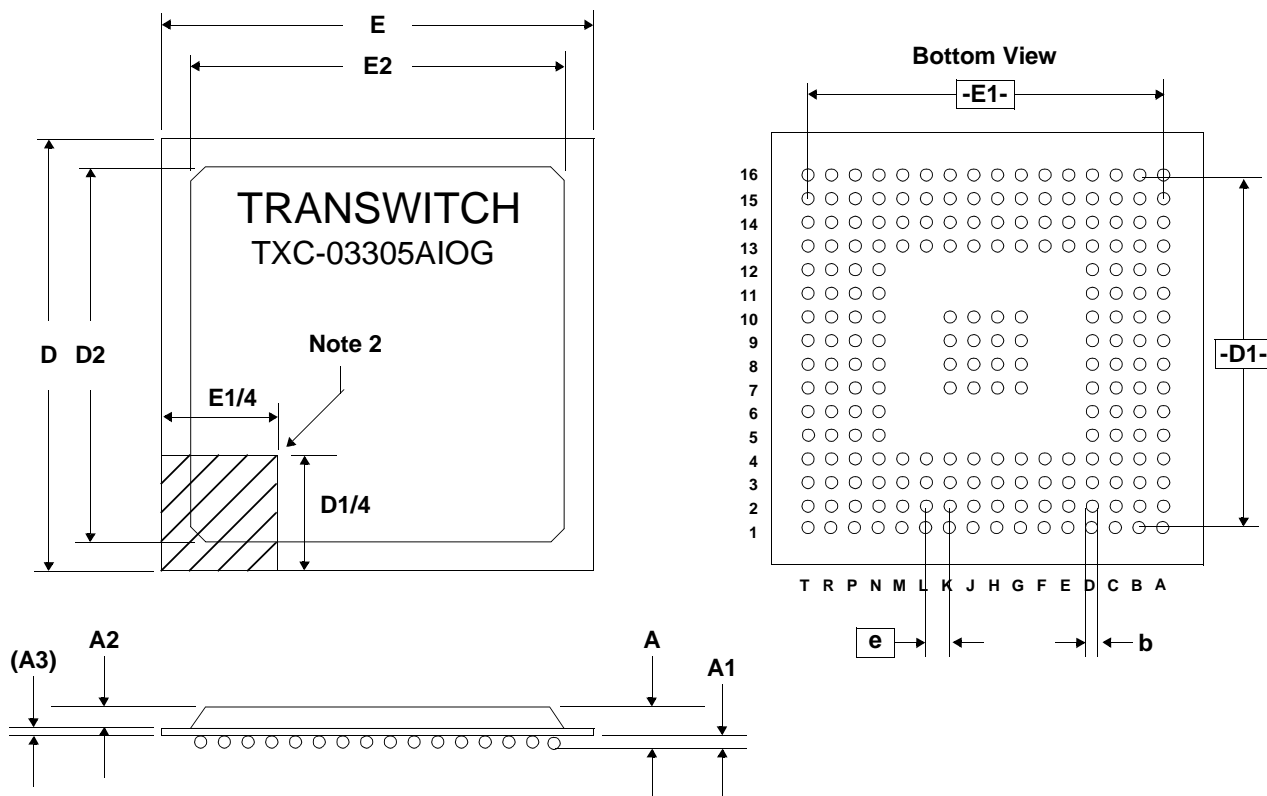 E
E2
Bottom View
-E1-
TRANSWITCH
TXC-03305AIOG
D
D2
Note 2
E1/4
D1/4
16
15
14
13
12
11
10
9
8
7
6
5
4
3
2
1
-D1-
T R P N M L K J H G F E D C B A
e
b
(A3)
A2
A
A1